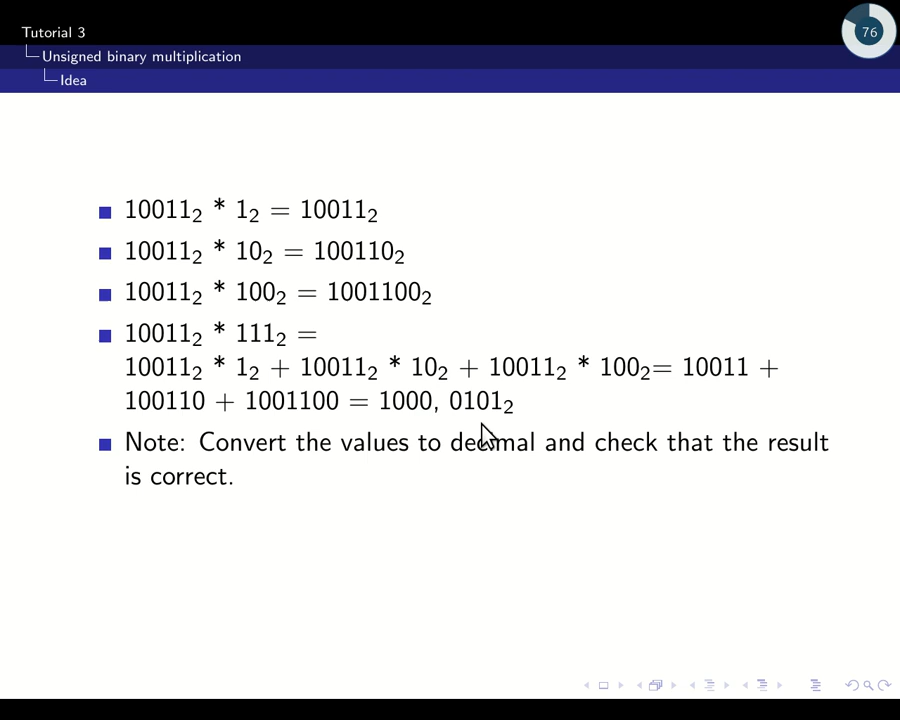 Tutorial 3
Unsigned binary multiplication
Idea
76
10011₂ * 1₂ = 10011₂
10011₂ * 10₂ = 100110₂
10011₂ * 100₂ = 1001100₂
10011₂ * 111₂ =
10011₂ * 1₂ + 10011₂ * 10₂ + 10011₂ * 100₂= 10011 +
100110 + 1001100 = 1000, 0101₂
Note: Convert the values to decimal and check that the result
is correct.